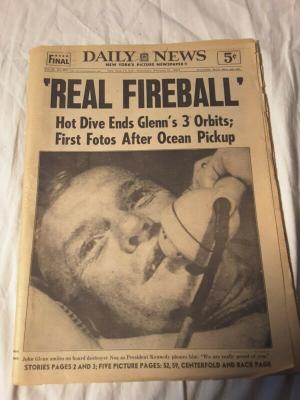 FINAL
DAILY NEWS
NEW YORK'S PICTURE NEWSPAPER
5¢
'REAL FIREBALL'
Hot Dive Ends Glenn's 3 Orbits;
First Fotos After Ocean Pickup
John Glenn smiles on board destroyer Noa as President Kennedy phones him: "We are really proud of you."
STORIES PAGES 2 AND 3; FIVE PICTURE PAGES: 52, 59, CENTERFOLD AND BACK PAGE